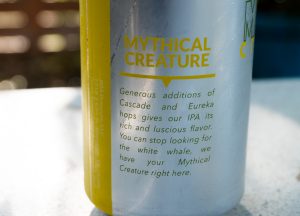 MYTHICAL
CREATURE
Generous additions of
Cascade and Eureka
hops gives our IPA its
rich and luscious flavor.
You can stop looking for
the white whale, we
have your Mythical
Creature right here.